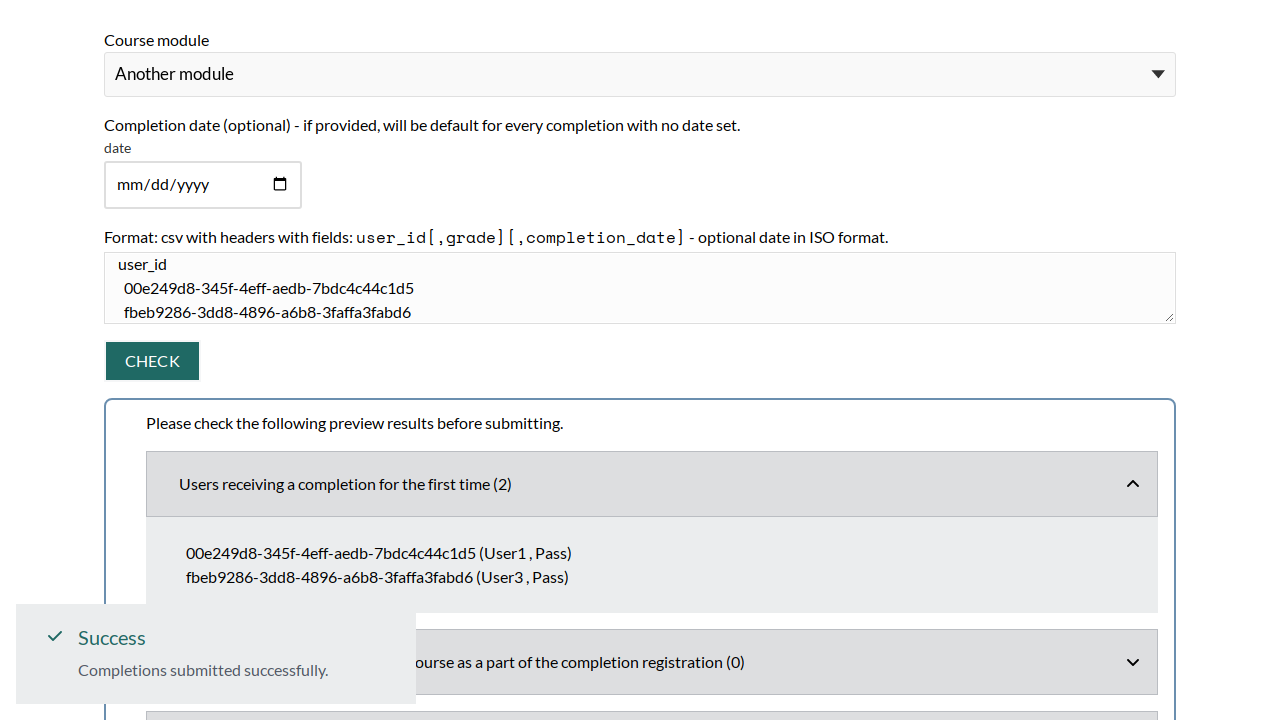 Course module
Another module
Completion date (optional) - if provided, will be default for every completion with no date set.
date
mm/dd/yyyy
Format: csv with headers with fields: user_id[,grade][,completion_date] - optional date in ISO format.
user_id
00e249d8-345f-4eff-aedb-7bdc4c44c1d5
fbeb9286-3dd8-4896-a6b8-3faffa3fabd6
CHECK
Please check the following preview results before submitting.
Users receiving a completion for the first time (2)
00e249d8-345f-4eff-aedb-7bdc4c44c1d5 (User1 , Pass)
fbeb9286-3dd8-4896-a6b8-3faffa3fabd6 (User3 , Pass)
ourse as a part of the completion registration (0)
Success
Completions submitted successfully.